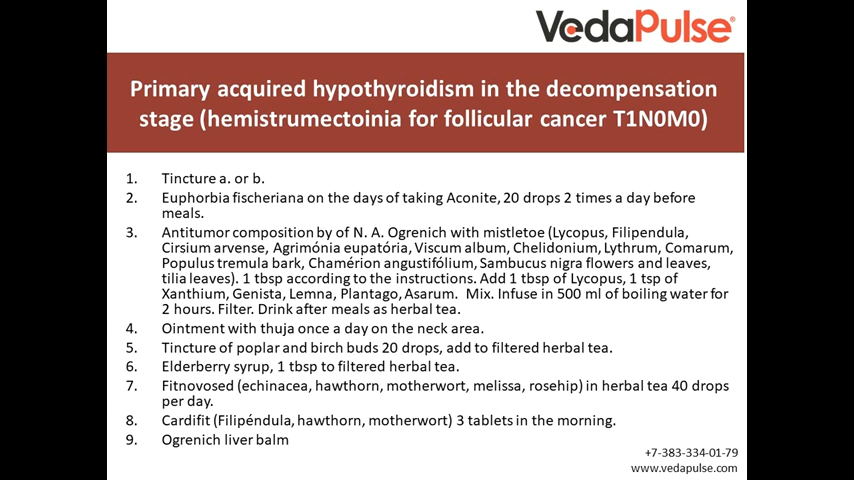 VedaPulse®
Primary acquired hypothyroidism in the decompensation
stage (hemistrumectoinia for follicular cancer T1N0M0)
1. Tincture a. or b.
2. Euphorbia fischeriana on the days of taking Aconite, 20 drops 2 times a day before
meals.
3. Antitumor composition by of N. A. Ogrenich with mistletoe (Lycopus, Filipendula,
Cirsium arvense, Agrimónia eupatória, Viscum album, Chelidonium, Lythrum, Comarum,
Populus tremula bark, Chamérion angustifólium, Sambucus nigra flowers and leaves,
tilia leaves). 1 tbsp according to the instructions. Add 1 tbsp of Lycopus, 1 tsp of
Xanthium, Genista, Lemna, Plantago, Asarum. Mix. Infuse in 500 ml of boiling water for
2 hours. Filter. Drink after meals as herbal tea.
4. Ointment with thuja once a day on the neck area.
5. Tincture of poplar and birch buds 20 drops, add to filtered herbal tea.
6. Elderberry syrup, 1 tbsp to filtered herbal tea.
7. Fitnovosed (echinacea, hawthorn, motherwort, melissa, rosehip) in herbal tea 40 drops
per day.
8. Cardifit (Filipéndula, hawthorn, motherwort) 3 tablets in the morning.
9. Ogrenich liver balm
+7-383-334-01-79
www.vedapulse.com